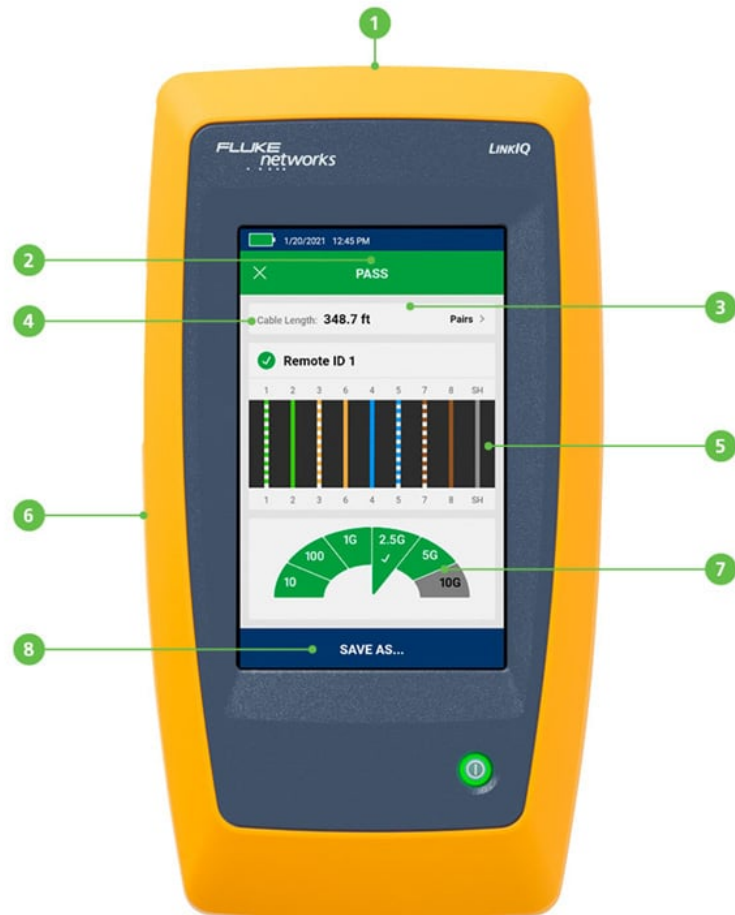 1
FLUKE
networks
LINKIQ
1/20/2021 12:45 PM
2
PASS
3
4
Cable Length: 348.7 ft Pairs >
Remote ID 1
1 2 3 6 4 5 7 8 SH
5
1 2 3 6 4 5 7 8 SH
6
10 100 1G 2.5G 5G 10G
7
8
SAVE AS...